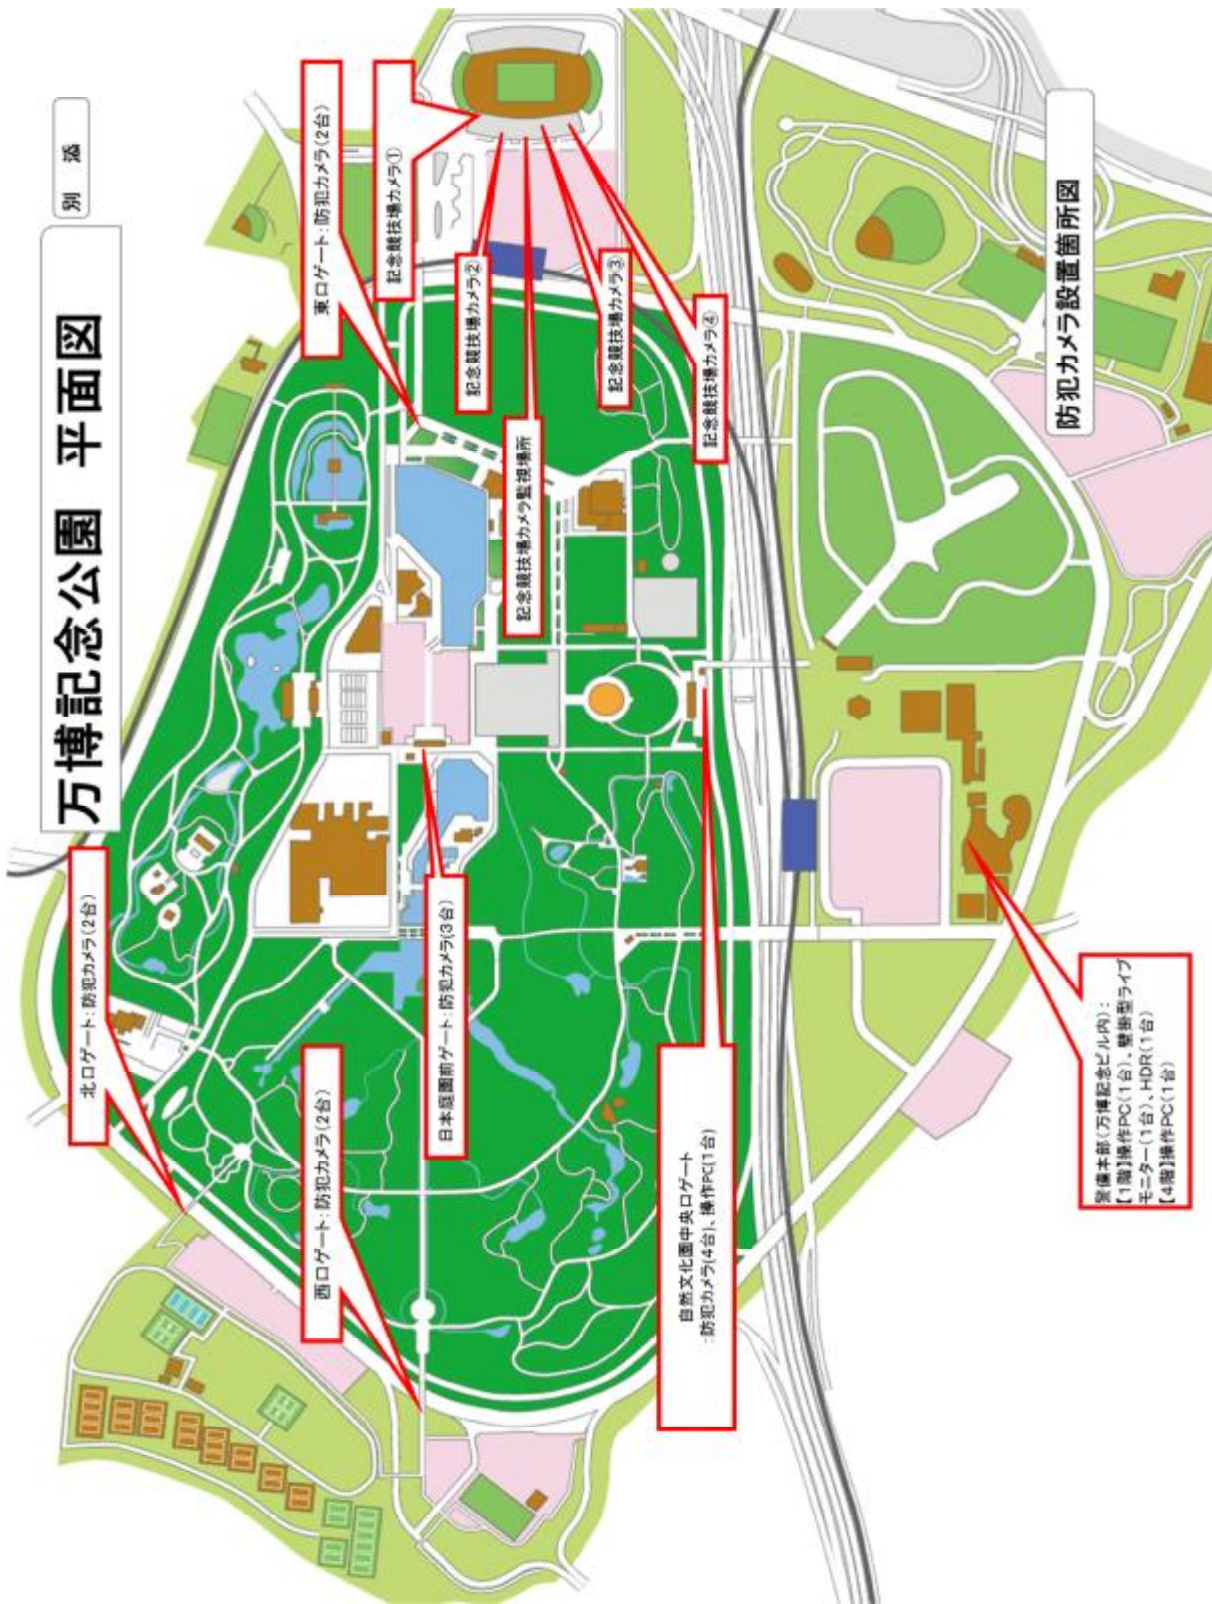 別 添
万博記念公園 平面図
東口ゲート:防犯カメラ(2台)
記念競技場カメラ①
記念競技場カメラ②
記念競技場カメラ監視場所
記念競技場カメラ③
記念競技場カメラ④
防犯カメラ設置箇所図
北口ゲート:防犯カメラ(2台)
西口ゲート:防犯カメラ(2台)
日本庭園前ゲート:防犯カメラ(3台)
自然文化園中央口ゲート
:防犯カメラ(4台)、操作PC(1台)
警備本部(万博記念ビル内):
【1階】操作PC(1台)、壁掛型ライブ
モニター(1台)、HDR(1台)
【4階】操作PC(1台)